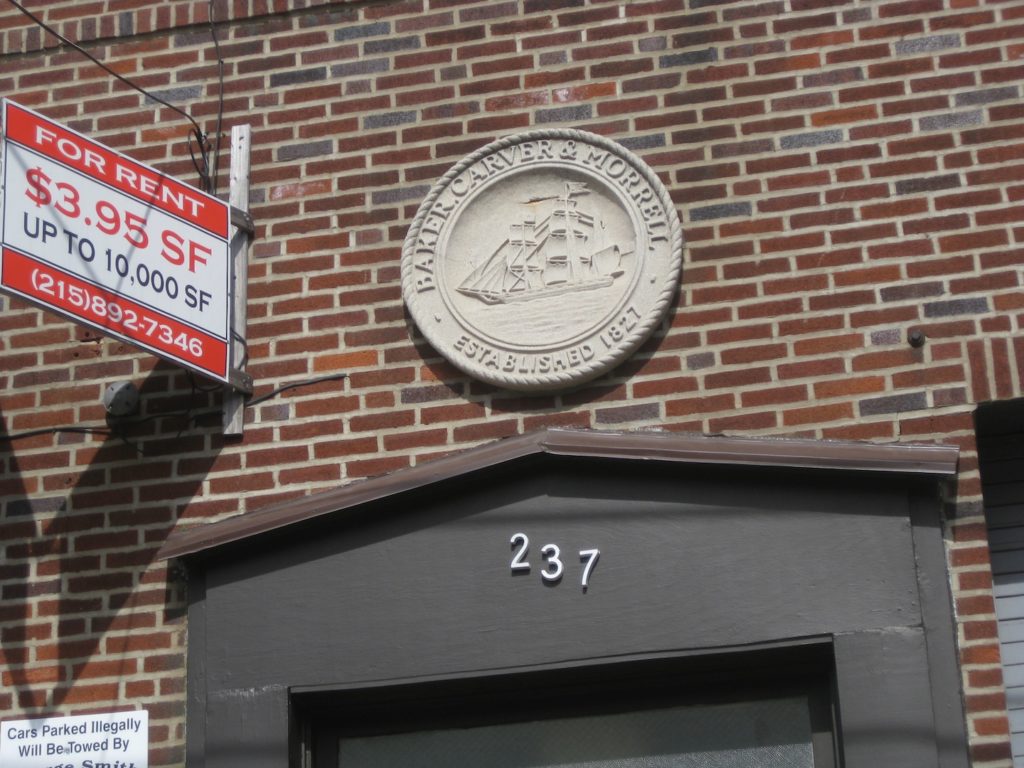 FOR RENT
$3.95 SF
UP TO 10,000 SF
(215)892-7346
BAKER, CARVER & MORRELL
ESTABLISHED 1827
237
Cars Parked Illegally
Will Be Towed By
Smith